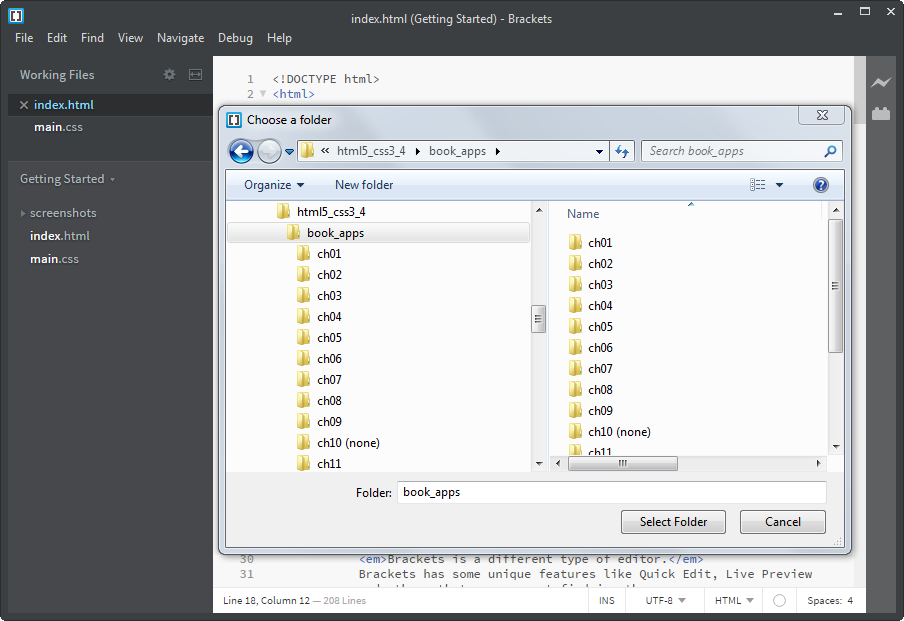 index.html (Getting Started) - Brackets
File Edit Find View Navigate Debug Help
Working Files
index.html
main.css
Getting Started
screenshots
index.html
main.css
1 <!DOCTYPE html>
2 <html>
Choose a folder
« html5_css3_4 book_apps
Search book_apps
Organize New folder
html5_css3_4
book_apps
ch01
ch02
ch03
ch04
ch05
ch06
ch07
ch08
ch09
ch10 (none)
ch11
Name
ch01
ch02
ch03
ch04
ch05
ch06
ch07
ch08
ch09
ch10 (none)
ch11
Folder: book_apps
Select Folder Cancel
30 <em>Brackets is a different type of editor.</em>
31 Brackets has some unique features like Quick Edit, Live Preview
Line 18, Column 12 — 208 Lines
INS UTF-8 HTML Spaces: 4